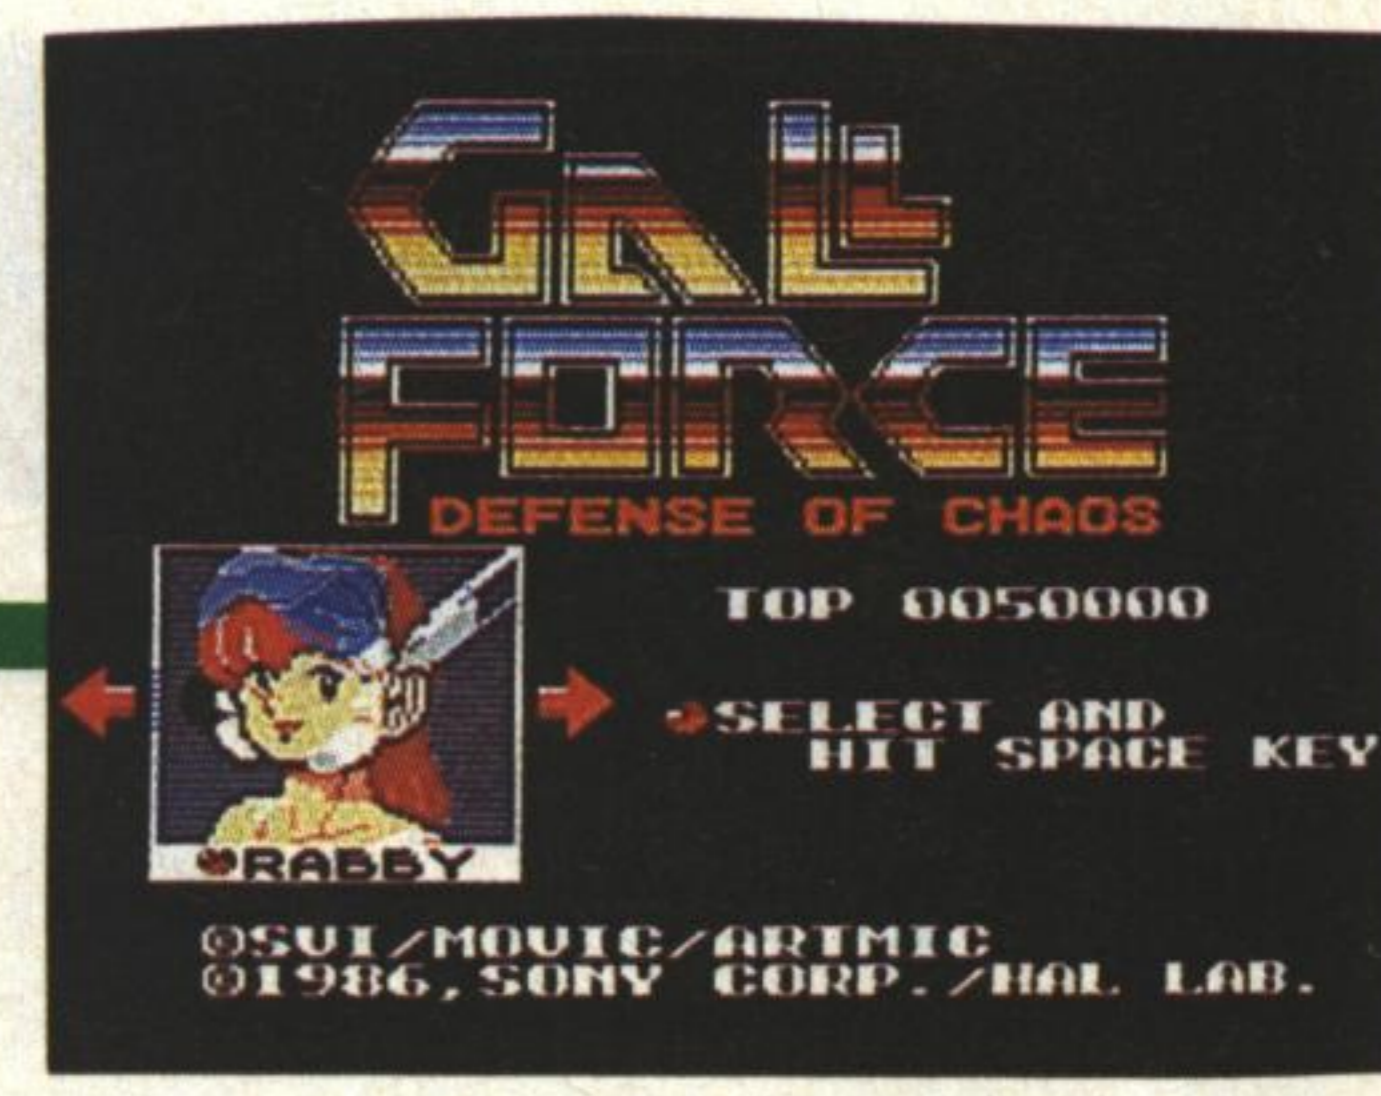 GALL
FORCE
DEFENSE OF CHAOS
TOP 0050000
SELECT AND
HIT SPACE KEY
RABBY
©SVI/MOVIC/ARTMIC
©1986,SONY CORP./HAL LAB.